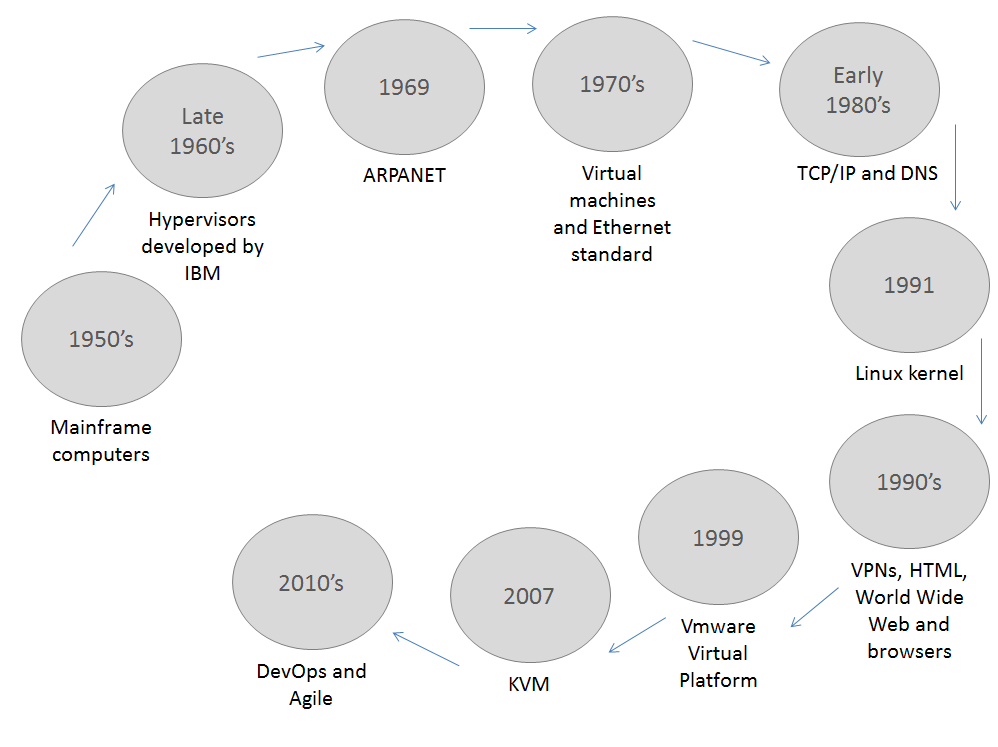 1950’s
Mainframe
computers
Late
1960’s
Hypervisors
developed by
IBM
1969
ARPANET
1970’s
Virtual
machines
and Ethernet
standard
Early
1980’s
TCP/IP and DNS
1991
Linux kernel
1990’s
VPNs, HTML,
World Wide
Web and
browsers
1999
Vmware
Virtual
Platform
2007
KVM
2010’s
DevOps and
Agile